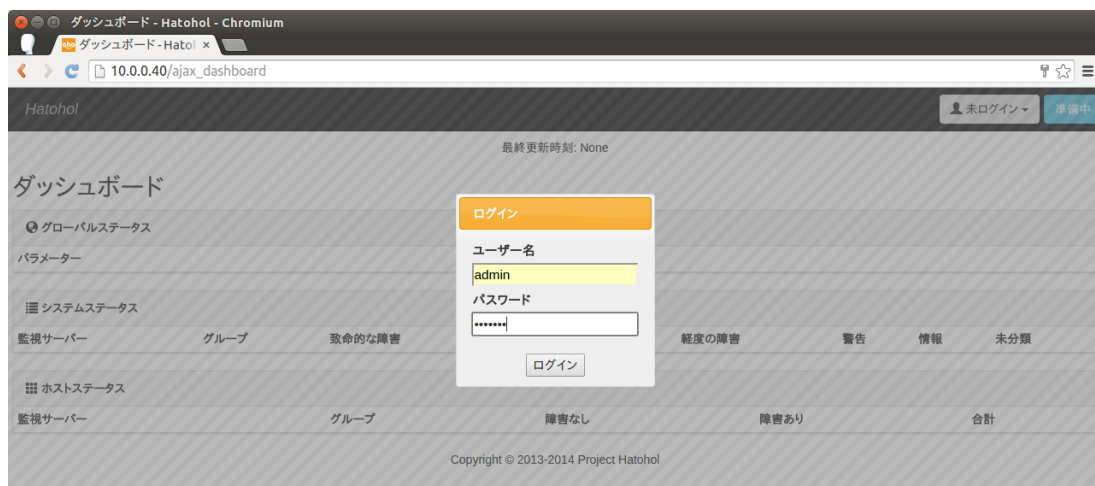 ダッシュボード - Hatohol - Chromium
ダッシュボード - Hatol
10.0.0.40/ajax_dashboard
Hatohol
未ログイン
準備中
最終更新時刻: None
ダッシュボード
グローバルステータス
パラメーター
システムステータス
監視サーバー グループ 致命的な障害 軽度の障害 警告 情報 未分類
ホストステータス
監視サーバー グループ 障害なし 障害あり 合計
ログイン
ユーザー名
admin
パスワード
•••••••
ログイン
Copyright © 2013-2014 Project Hatohol